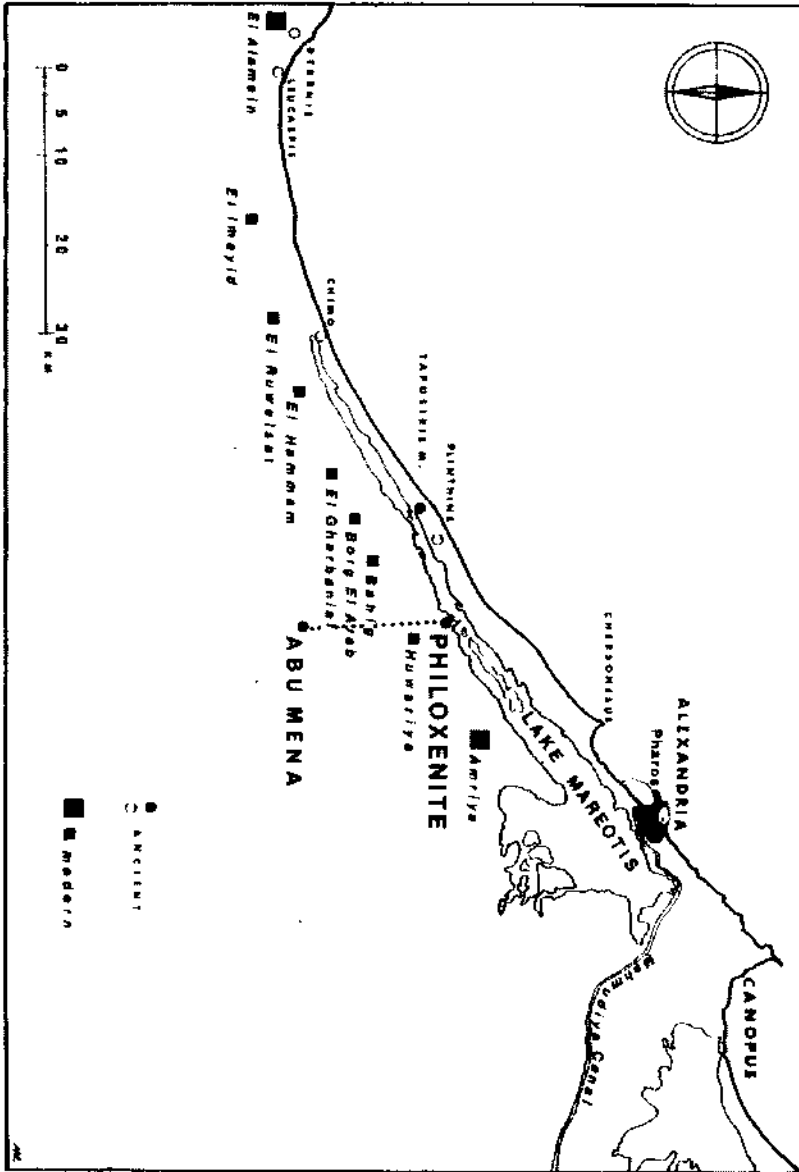 ALEXANDRIA
Pharos
CANOPUS
Mahmudiya Canal
CHERSONESUS
LAKE MAREOTIS
PHILOXENITE
Amriya
Huwariya
ABU MENA
PLINTHINE
TAPOSIRIS M.
Bahig
Borg El Arab
El Gharbaniat
El Hammam
El Ruweisat
CHIMO
El Imayid
LEUCASPIS
El Alamein
0 5 10 20 30 KM
ANCIENT
modern